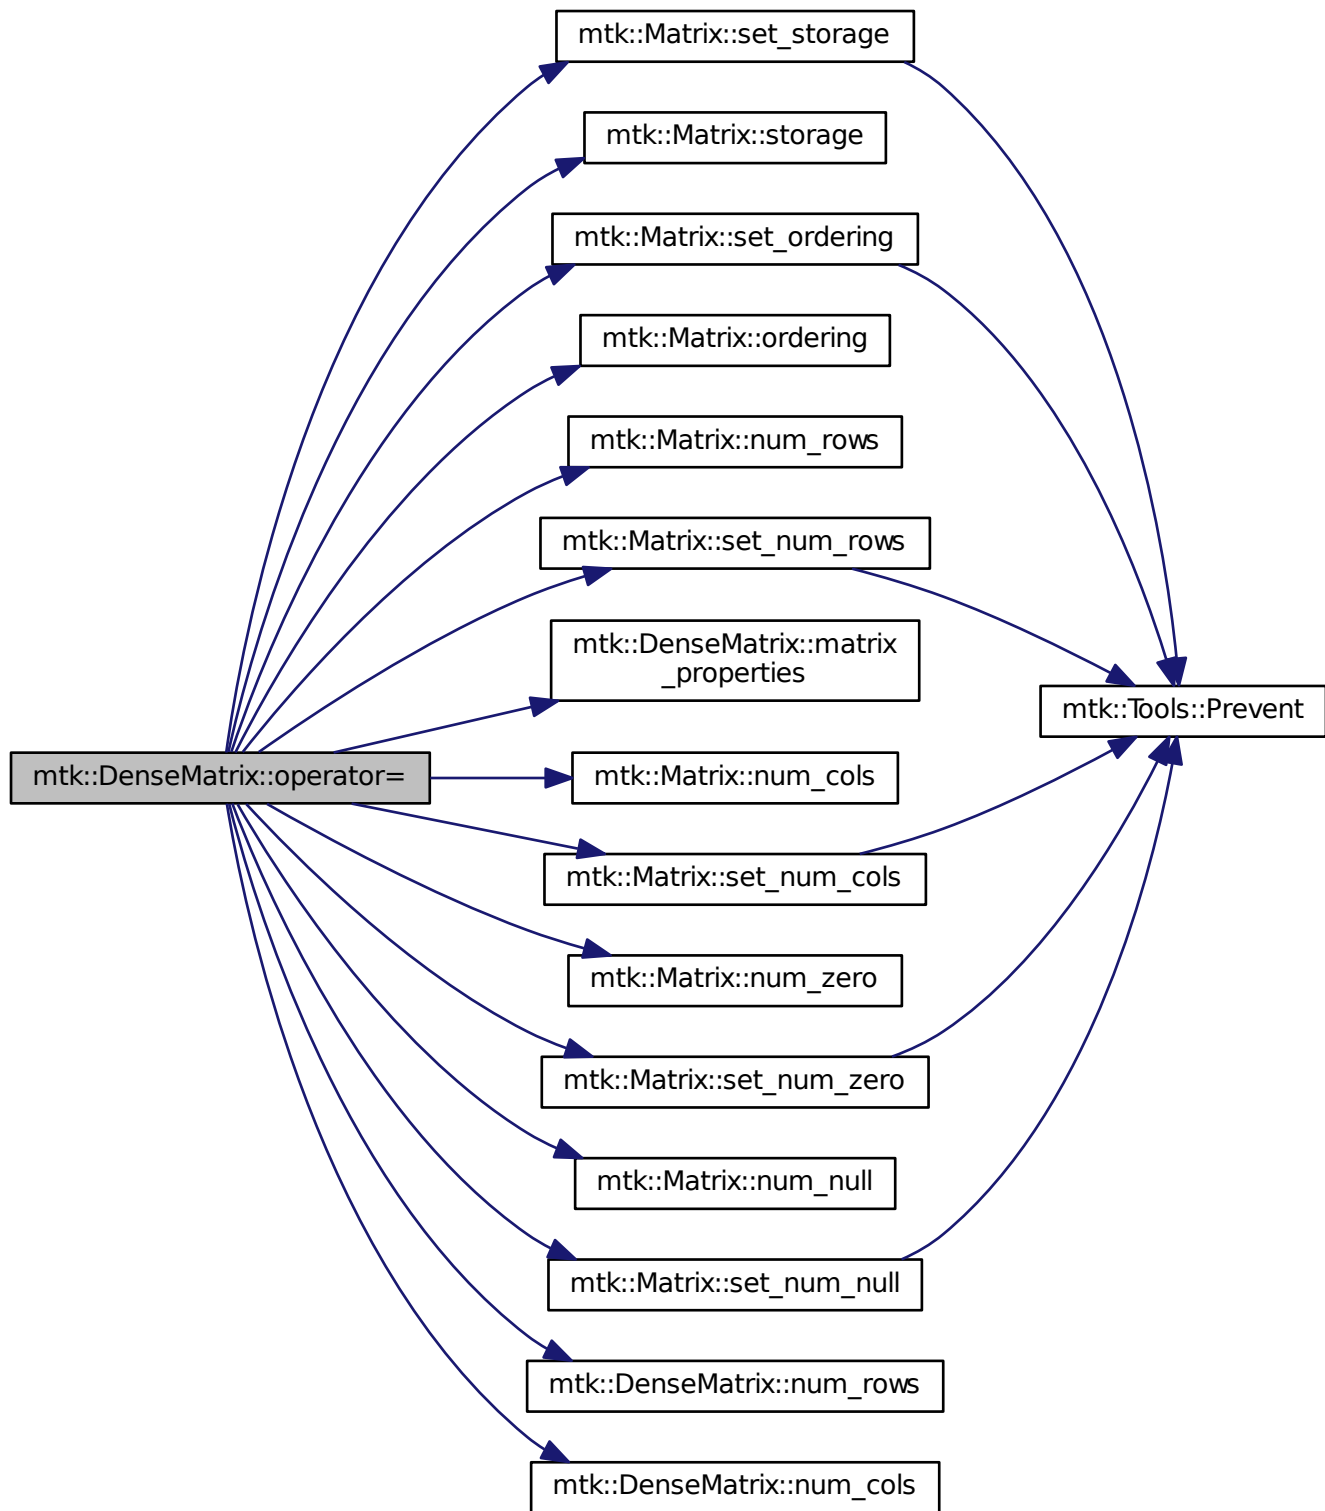 mtk::Matrix::set_storage
mtk::Matrix::storage
mtk::Matrix::set_ordering
mtk::Matrix::ordering
mtk::Matrix::num_rows
mtk::Matrix::set_num_rows
mtk::DenseMatrix::matrix
_properties
mtk::Tools::Prevent
mtk::DenseMatrix::operator=
mtk::Matrix::num_cols
mtk::Matrix::set_num_cols
mtk::Matrix::num_zero
mtk::Matrix::set_num_zero
mtk::Matrix::num_null
mtk::Matrix::set_num_null
mtk::DenseMatrix::num_rows
mtk::DenseMatrix::num_cols